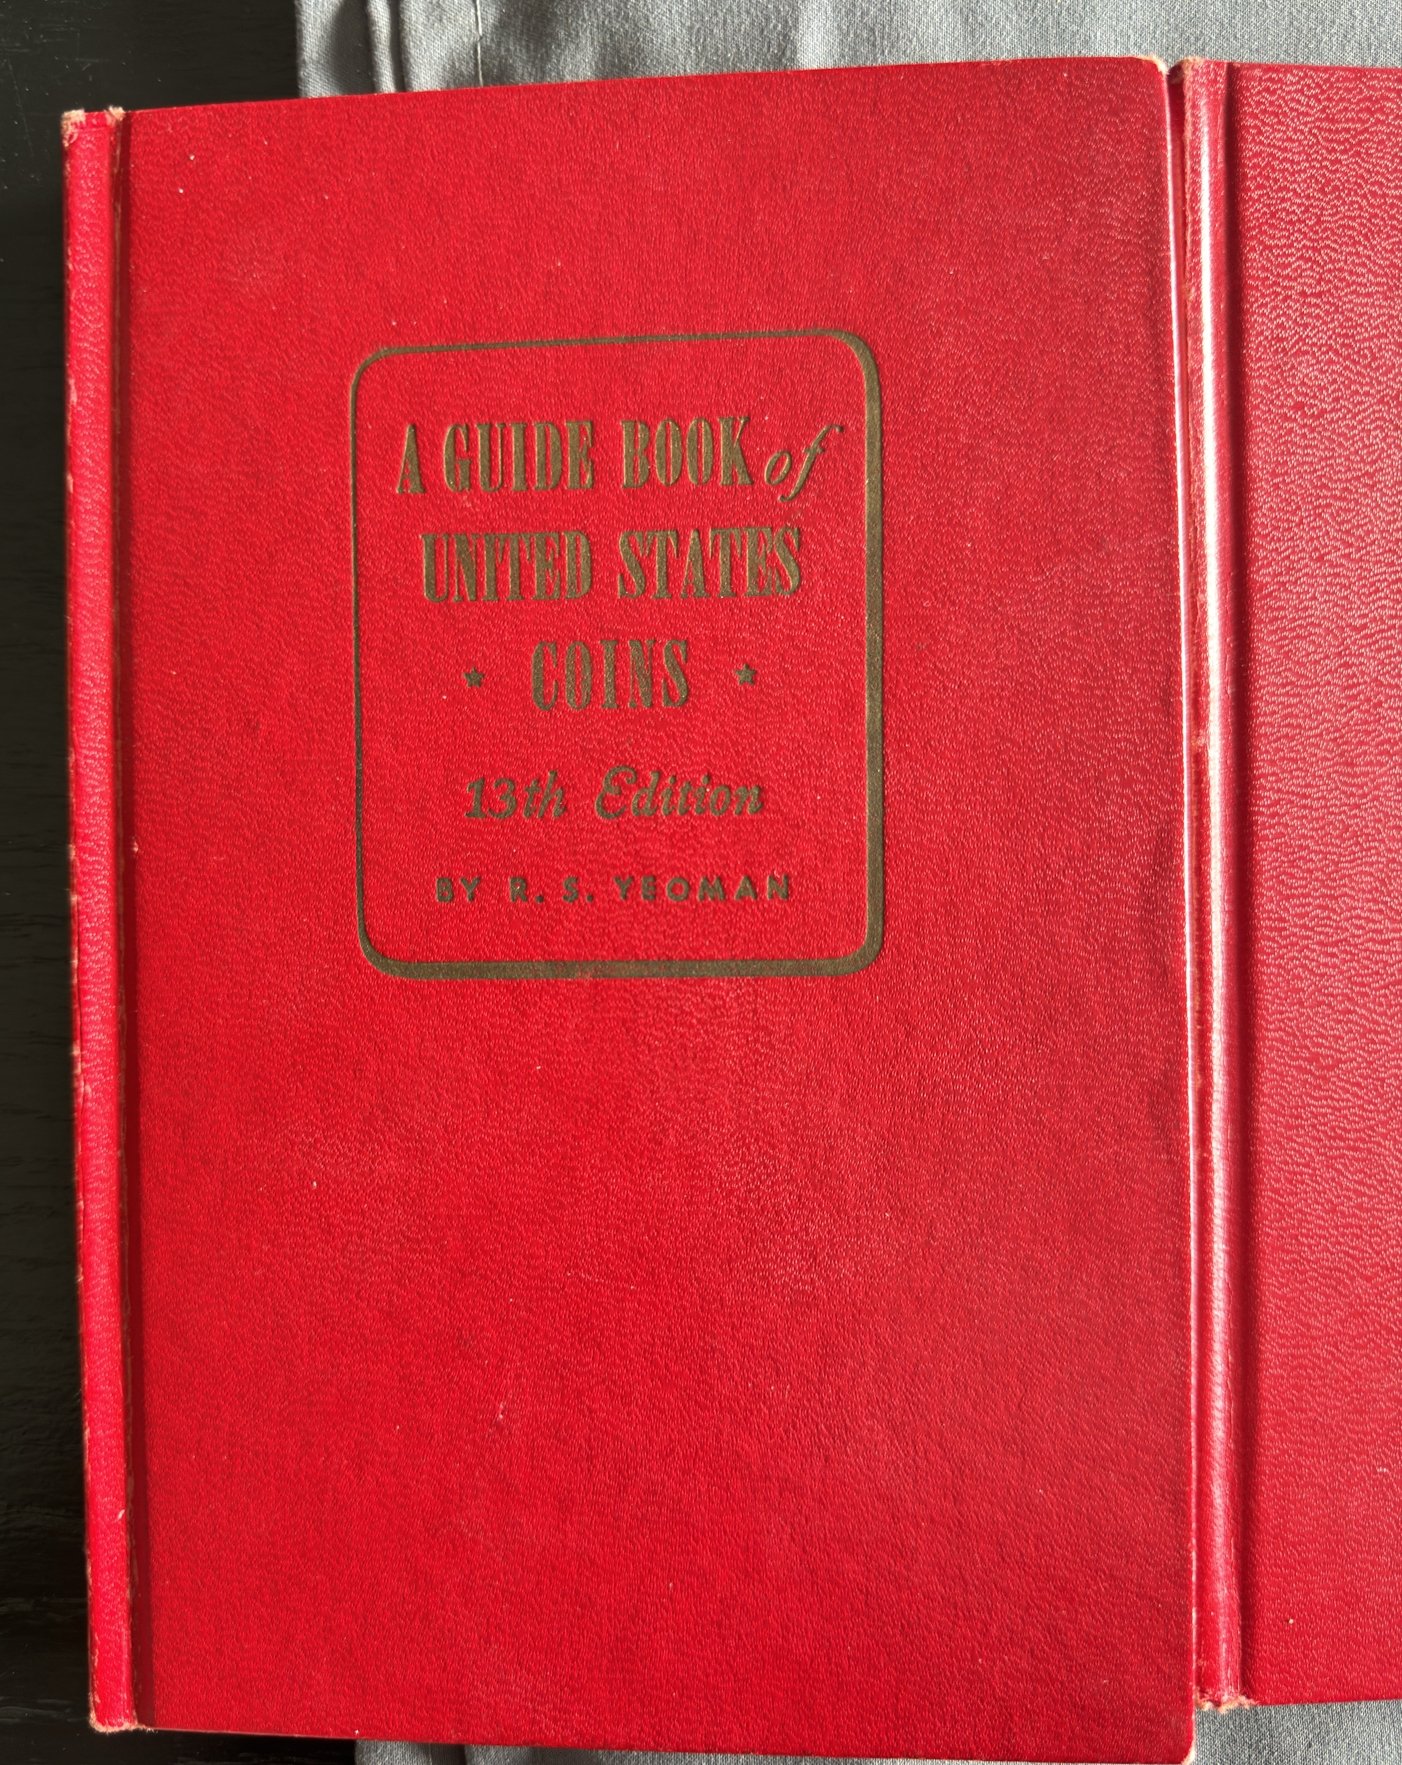 A GUIDE BOOK of
UNITED STATES
★ COINS ★
13th Edition
BY R. S. YEOMAN